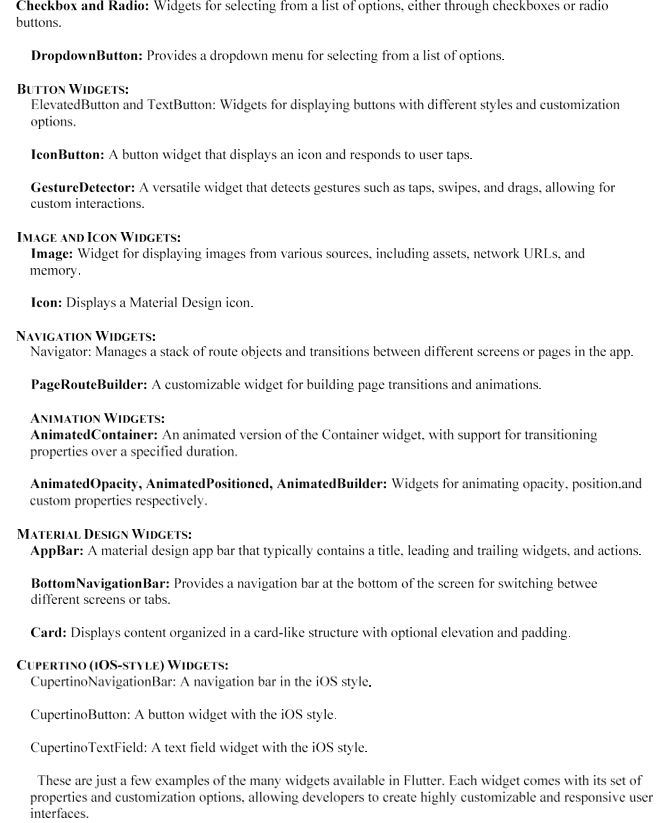 Checkbox and Radio: Widgets for selecting from a list of options, either through checkboxes or radio
buttons.
DropdownButton: Provides a dropdown menu for selecting from a list of options.
BUTTON WIDGETS:
ElevatedButton and TextButton: Widgets for displaying buttons with different styles and customization
options.
IconButton: A button widget that displays an icon and responds to user taps.
GestureDetector: A versatile widget that detects gestures such as taps, swipes, and drags, allowing for
custom interactions.
IMAGE AND ICON WIDGETS:
Image: Widget for displaying images from various sources, including assets, network URLs, and
memory.
Icon: Displays a Material Design icon.
NAVIGATION WIDGETS:
Navigator: Manages a stack of route objects and transitions between different screens or pages in the app.
PageRouteBuilder: A customizable widget for building page transitions and animations.
ANIMATION WIDGETS:
AnimatedContainer: An animated version of the Container widget, with support for transitioning
properties over a specified duration.
AnimatedOpacity, AnimatedPositioned, AnimatedBuilder: Widgets for animating opacity, position,and
custom properties respectively.
MATERIAL DESIGN WIDGETS:
AppBar: A material design app bar that typically contains a title, leading and trailing widgets, and actions.
BottomNavigationBar: Provides a navigation bar at the bottom of the screen for switching betwee
different screens or tabs.
Card: Displays content organized in a card-like structure with optional elevation and padding.
CUPERTINO (IOS-STYLE) WIDGETS:
CupertinoNavigationBar: A navigation bar in the iOS style.
CupertinoButton: A button widget with the iOS style.
CupertinoTextField: A text field widget with the iOS style.
These are just a few examples of the many widgets available in Flutter. Each widget comes with its set of
properties and customization options, allowing developers to create highly customizable and responsive user
interfaces.